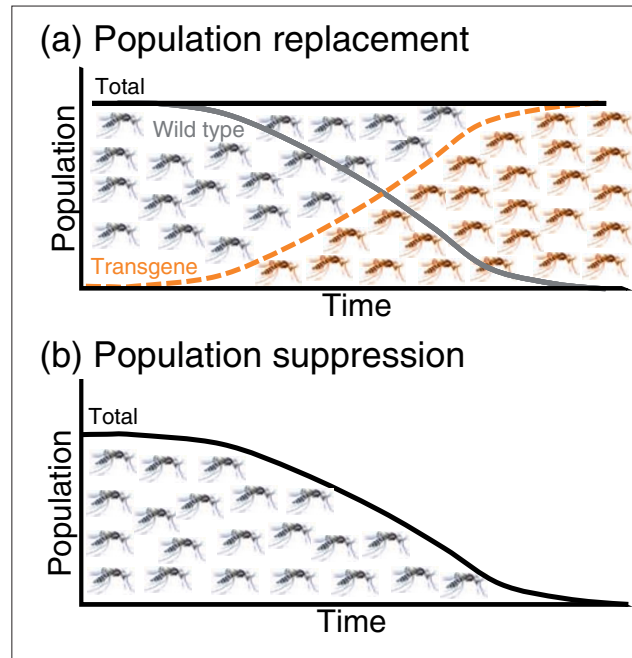 (a) Population replacement
Total
Wild type
Population
Transgene
Time
(b) Population suppression
Total
Population
Time